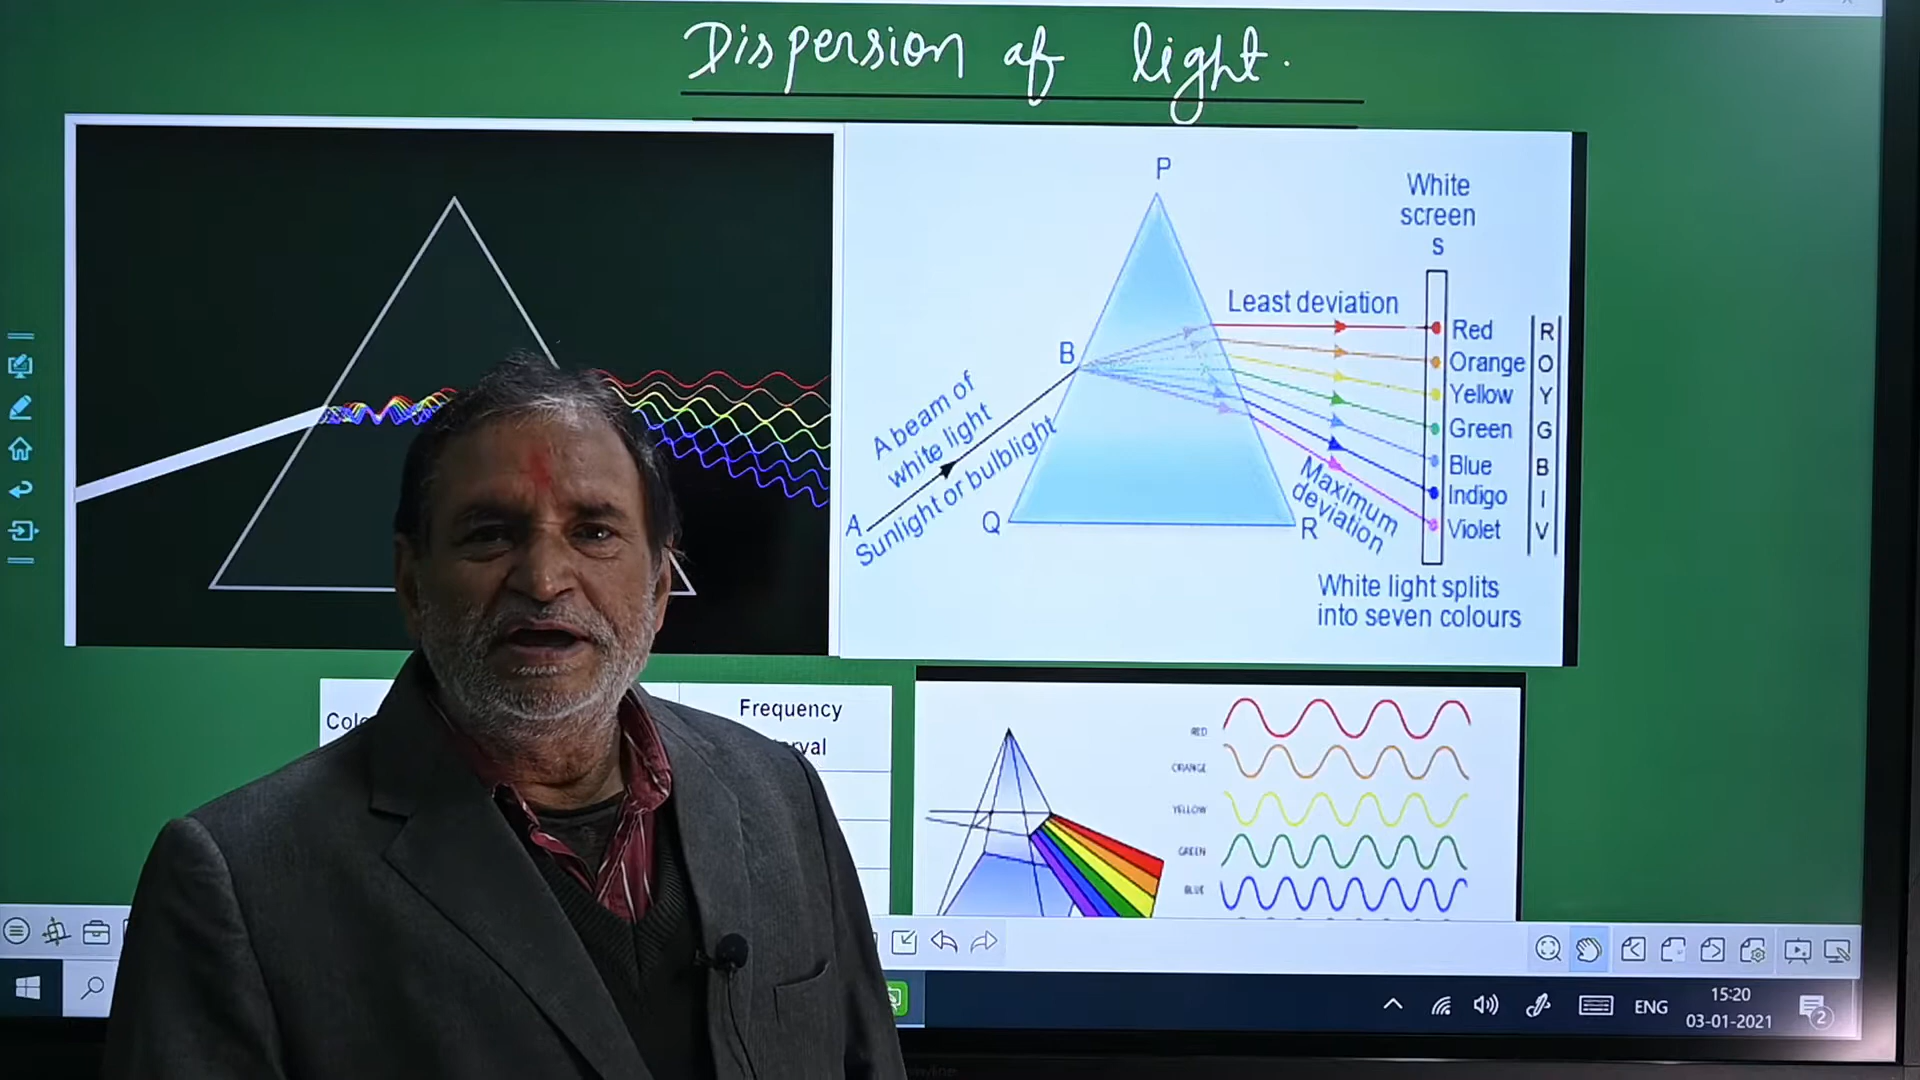 Dispersion of light.
P
White
screen
S
Least deviation
B
A beam of
white light
A
Sunlight or bulblight
Q
R
Maximum
deviation
Red
Orange
Yellow
Green
Blue
Indigo
Violet
R
O
Y
G
B
I
V
White light splits
into seven colours
Frequency
RED
ORANGE
YELLOW
GREEN
BLUE
ENG
15:20
03-01-2021
2